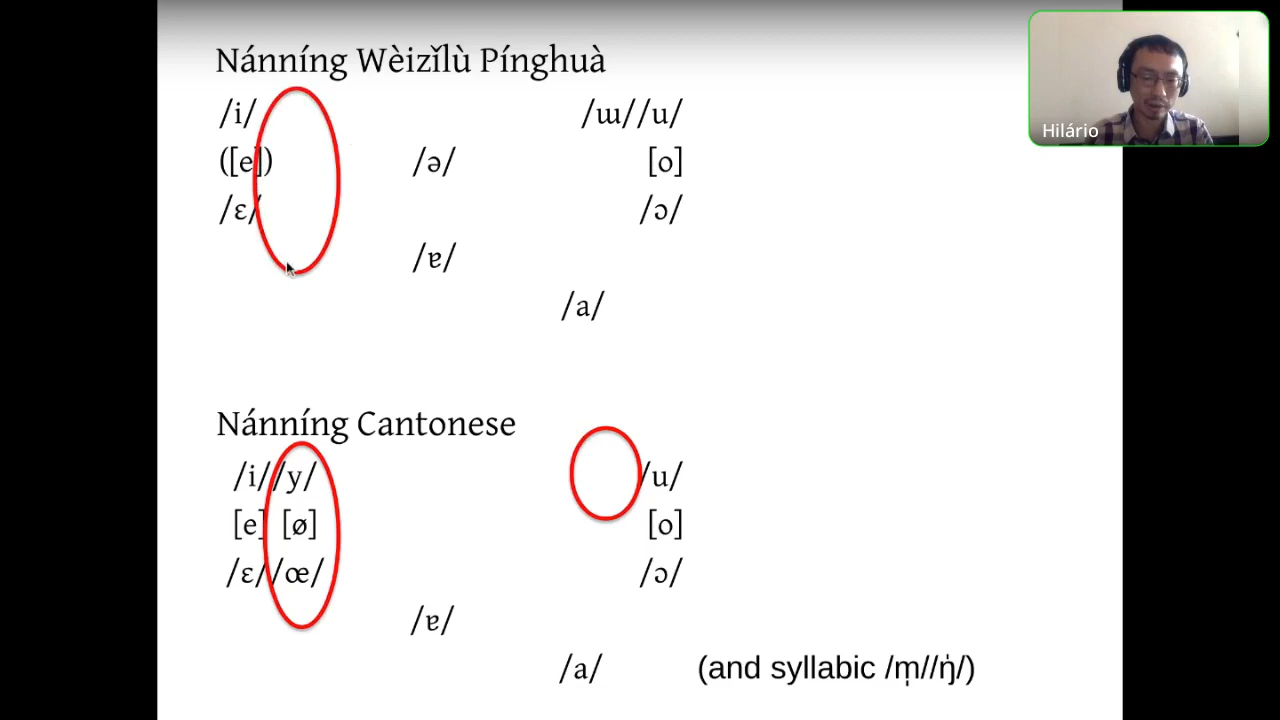 Nánníng Wèizǐlù Pínghuà
/i/ /ɯ//u/
([e]) /ə/ [o]
/ɛ/ /ɔ/
/ɐ/
/a/
Nánníng Cantonese
/i//y/ /u/
[e] [ø] [o]
/ɛ//œ/ /ɔ/
/ɐ/
/a/ (and syllabic /m̩//ŋ̍/)
Hilário